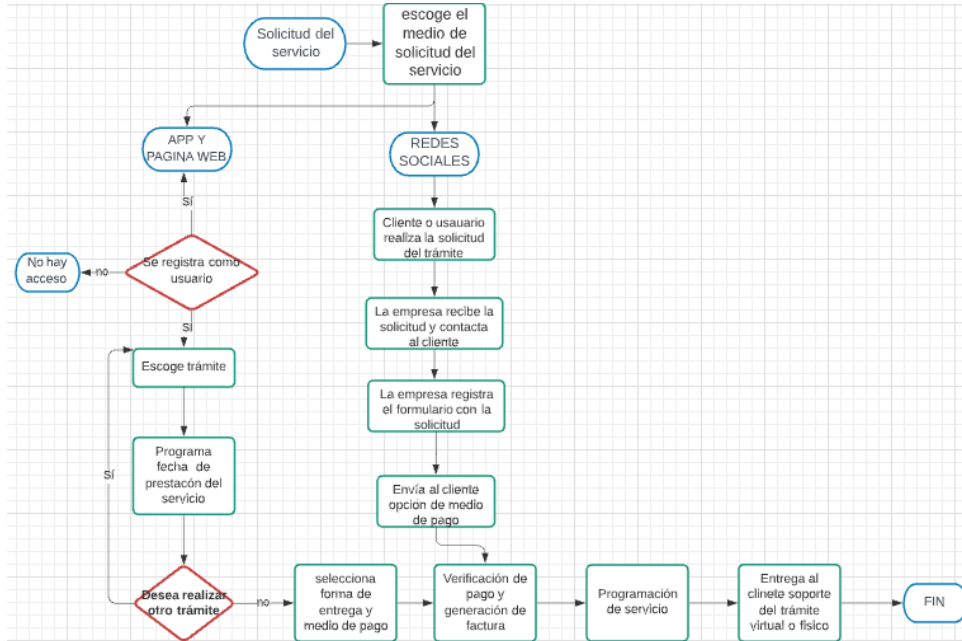 Solicitud del
servicio
escoge el
medio de
solicitud del
servicio
APP Y
PAGINA WEB
REDES
SOCIALES
Sí
Cliente o usauario
realiza la solicitud
del trámite
No hay
acceso
no
Se registra como
usuario
La empresa recibe la
solicitud y contacta
al cliente
Sí
Escoge trámite
La empresa registra
el formulario con la
solicitud
Programa
fecha de
prestacón del
servicio
Sí
Envía al cliente
opcion de medio
de pago
Desea realizar
otro trámite
no
selecciona
forma de
entrega y
medio de pago
Verificación de
pago y
generación de
factura
Programación
de servicio
Entrega al
clinete soporte
del trámite
virtual o fisico
FIN